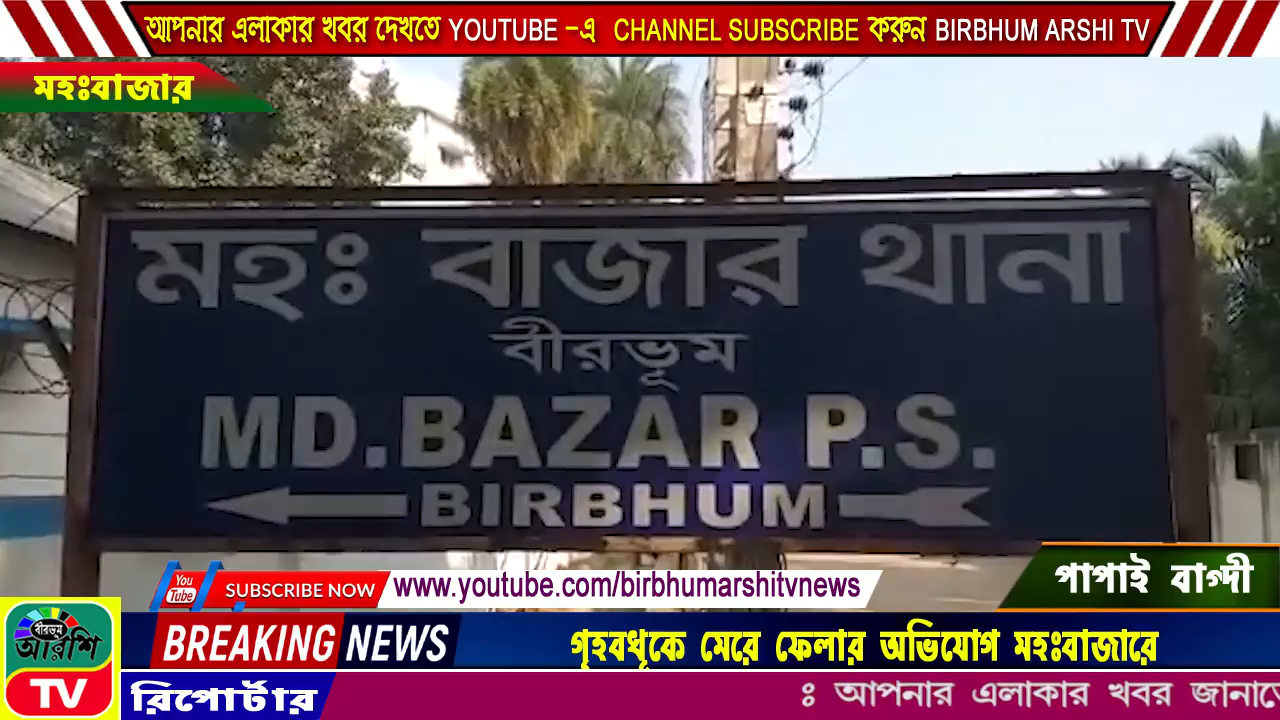 আপনার এলাকার খবর দেখতে YOUTUBE -এ CHANNEL SUBSCRIBE করুন BIRBHUM ARSHI TV
মহঃবাজার
মহঃ বাজার থানা
বীরভূম
MD.BAZAR P.S.
BIRBHUM
পাপাই বাগ্দী
You Tube SUBSCRIBE NOW www.youtube.com/birbhumarshitvnews
BREAKING NEWS গৃহবধূকে মেরে ফেলার অভিযোগ মহঃবাজারে
বীরভূম
আরশি
TV
রিপোর্টার ঃ আপনার এলাকার খবর জানাতে